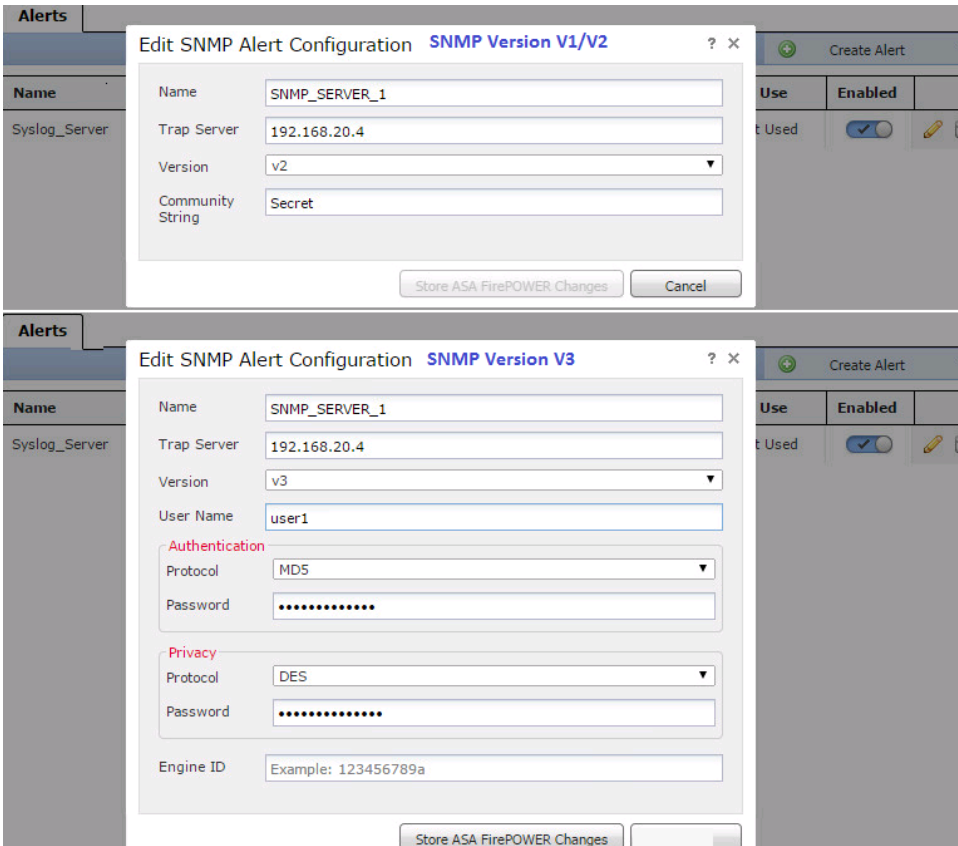 Alerts
Edit SNMP Alert Configuration SNMP Version V1/V2 ? ×
Create Alert
Name Use Enabled
Syslog_Server t Used
Name SNMP_SERVER_1
Trap Server 192.168.20.4
Version v2
Community String Secret
Store ASA FirePOWER Changes Cancel
Alerts
Edit SNMP Alert Configuration SNMP Version V3 ? ×
Create Alert
Name Use Enabled
Syslog_Server t Used
Name SNMP_SERVER_1
Trap Server 192.168.20.4
Version v3
User Name user1
Authentication
Protocol MD5
Password •••••••••••••
Privacy
Protocol DES
Password ••••••••••••••
Engine ID Example: 123456789a
Store ASA FirePOWER Changes